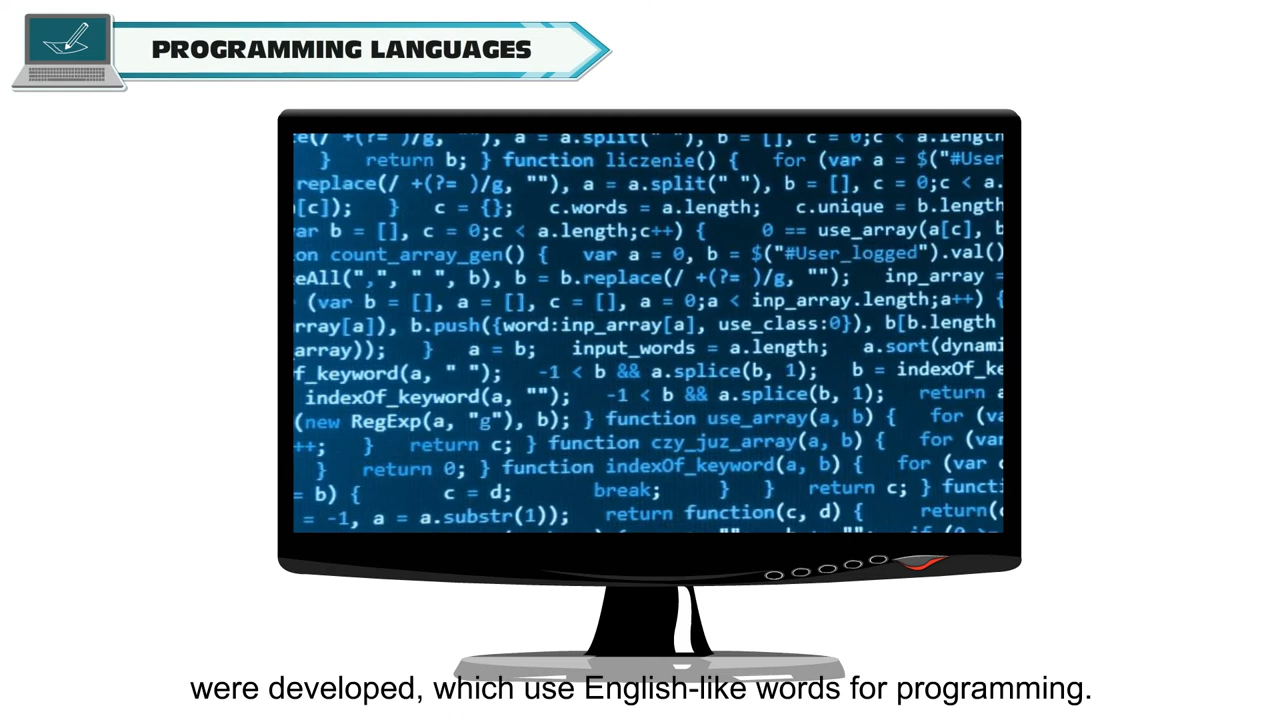 PROGRAMMING LANGUAGES
e(/ +(?= )/g, ""), a = a.split(" "), b = [], c = 0;c < a.length
} return b; } function liczenie() { for (var a = $("#User
replace(/ +(?= )/g, ""), a = a.split(" "), b = [], c = 0;c < a.
[c]); } c = {}; c.words = a.length; c.unique = b.length
ar b = [], c = 0;c < a.length;c++) { 0 == use_array(a[c], b
on count_array_gen() { var a = 0, b = $("#User_logged").val()
eAll(",", " ", b), b = b.replace(/ +(?= )/g, ""); inp_array =
(var b = [], a = [], c = [], a = 0;a < inp_array.length;a++) {
rray[a]), b.push({word:inp_array[a], use_class:0}), b[b.length
array)); } a = b; input_words = a.length; a.sort(dynami
f_keyword(a, " "); -1 < b && a.splice(b, 1); b = indexOf_ke
indexOf_keyword(a, ""); -1 < b && a.splice(b, 1); return a
(new RegExp(a, "g"), b); } function use_array(a, b) { for (va
++; } return c; } function czy_juz_array(a, b) { for (var
} return 0; } function indexOf_keyword(a, b) { for (var c
= b) { c = d; break; } } return c; } functi
= -1, a = a.substr(1)); return function(c, d) { return(
were developed, which use English-like words for programming.